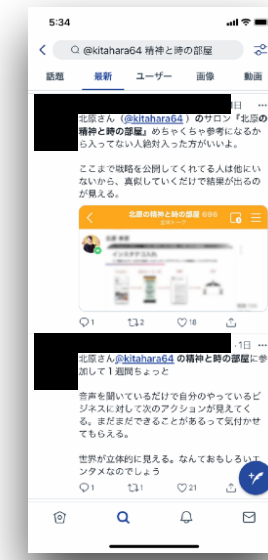 5:34
@kitahara64 精神と時の部屋
話題 最新 ユーザー 画像 動画
日
北原さん（@kitahara64 ）のサロン『北原の
精神と時の部屋』めちゃくちゃ参考になるか
ら入ってない人絶対入った方がいいよ。
ここまで戦略を公開してくれてる人は他にい
ないから、真似していくだけで結果が出るの
が見える。
北原の精神と時の部屋 686
1 2 18
・1日
北原さん@kitahara64 の精神と時の部屋に参
加して1週間ちょっと
音声を聞いているだけで自分のやっているビ
ジネスに対して次のアクションが見えてく
る。まだまだできることがあるって気付かせ
てもらえる。
世界が立体的に見える。なんておもしろいエ
ンタメなのでしょう
1 1 21